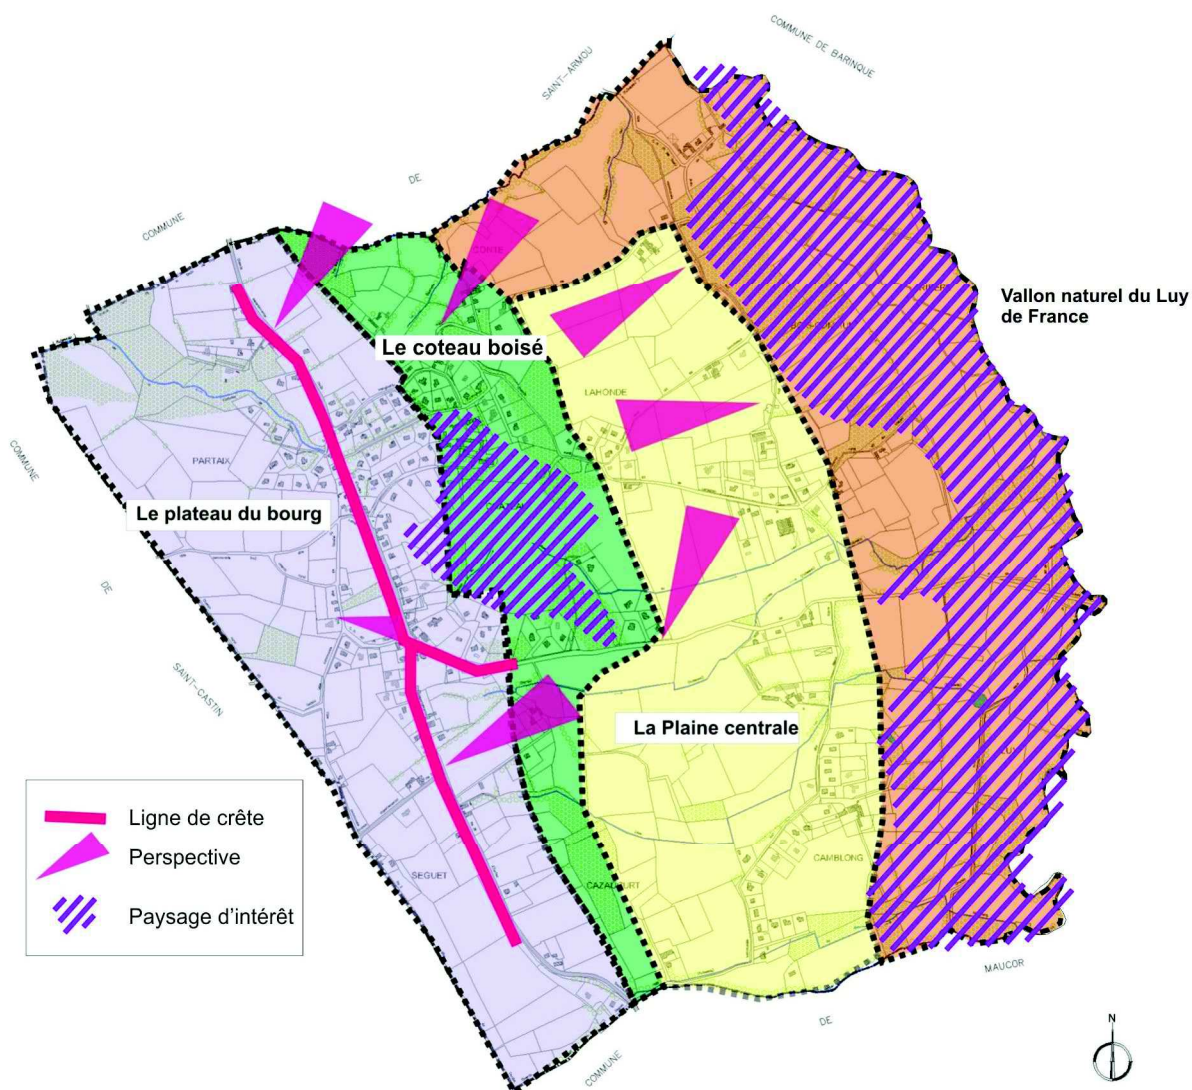 COMMUNE DE BARINQUE
SAINT-ARMOU
DE
COMMUNE
CONTE
Vallon naturel du Luy
de France
Le coteau boisé
LAHONDE
COMMUNE
PARTAIX
Le plateau du bourg
DE
SAINT-CASTIN
La Plaine centrale
Ligne de crête
Perspective
Paysage d'intérêt
SEGUET
CAMBLONG
MAUCOR
DE
COMMUNE
N